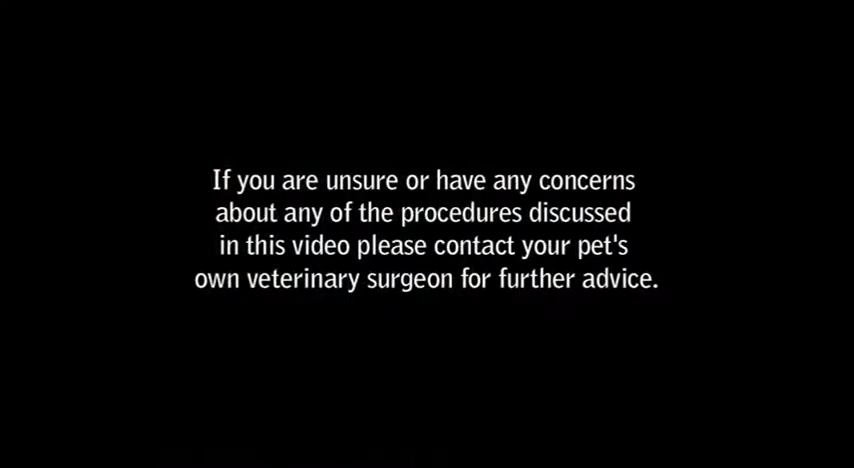 If you are unsure or have any concerns
about any of the procedures discussed
in this video please contact your pet's
own veterinary surgeon for further advice.